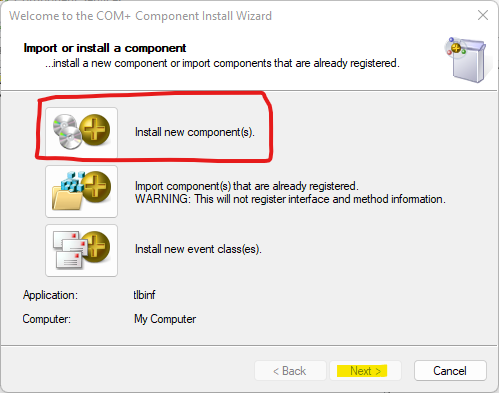 Welcome to the COM+ Component Install Wizard
Import or install a component
...install a new component or import components that are already registered.
Install new component(s).
Import component(s) that are already registered.
WARNING: This will not register interface and method information.
Install new event class(es).
Application: tlbinf
Computer: My Computer
< Back Next > Cancel